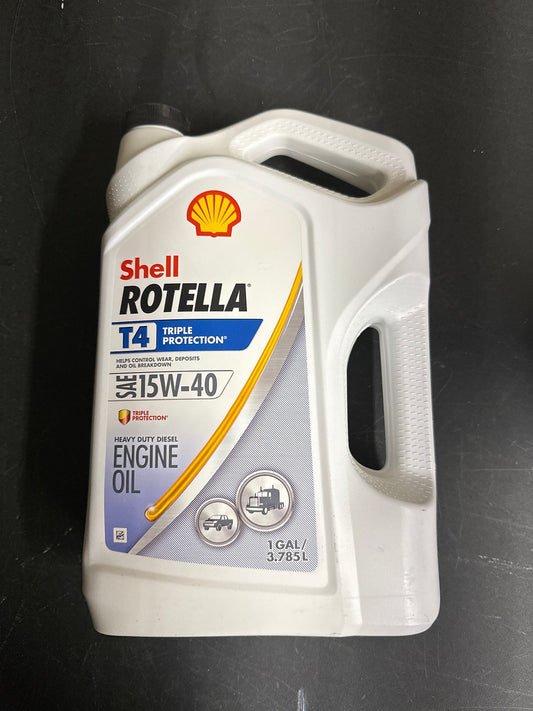 Shell
ROTELLA®
T4 TRIPLE
PROTECTION®
HELPS CONTROL WEAR, DEPOSITS
AND OIL BREAKDOWN
SAE 15W-40
TRIPLE
PROTECTION®
HEAVY DUTY DIESEL
ENGINE
OIL
1 GAL/
3.785 L